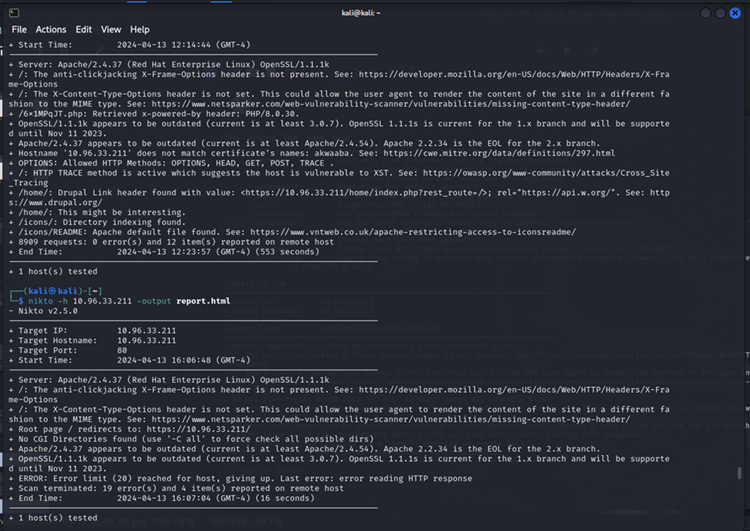 kali@kali: ~
File Actions Edit View Help
+ Start Time: 2024-04-13 12:14:44 (GMT-4)
+ Server: Apache/2.4.37 (Red Hat Enterprise Linux) OpenSSL/1.1.1k
+ /: The anti-clickjacking X-Frame-Options header is not present. See: https://developer.mozilla.org/en-US/docs/Web/HTTP/Headers/X-Fra
me-Options
+ /: The X-Content-Type-Options header is not set. This could allow the user agent to render the content of the site in a different fa
shion to the MIME type. See: https://www.netsparker.com/web-vulnerability-scanner/vulnerabilities/missing-content-type-header/
+ /6×1MPqJT.php: Retrieved x-powered-by header: PHP/8.0.30.
+ OpenSSL/1.1.1k appears to be outdated (current is at least 3.0.7). OpenSSL 1.1.1s is current for the 1.x branch and will be supporte
d until Nov 11 2023.
+ Apache/2.4.37 appears to be outdated (current is at least Apache/2.4.54). Apache 2.2.34 is the EOL for the 2.x branch.
+ Hostname '10.96.33.211' does not match certificate's names: akwaaba. See: https://cwe.mitre.org/data/definitions/297.html
+ OPTIONS: Allowed HTTP Methods: OPTIONS, HEAD, GET, POST, TRACE .
+ /: HTTP TRACE method is active which suggests the host is vulnerable to XST. See: https://owasp.org/www-community/attacks/Cross_Site
_Tracing
+ /home/: Drupal Link header found with value: <https://10.96.33.211/home/index.php?rest_route=/>; rel="https://api.w.org/". See: http
s://www.drupal.org/
+ /home/: This might be interesting.
+ /icons/: Directory indexing found.
+ /icons/README: Apache default file found. See: https://www.vntweb.co.uk/apache-restricting-access-to-iconsreadme/
+ 8909 requests: 0 error(s) and 12 item(s) reported on remote host
+ End Time: 2024-04-13 12:23:57 (GMT-4) (553 seconds)
+ 1 host(s) tested
(kali㉿kali)-[~]
$ nikto -h 10.96.33.211 -output report.html
- Nikto v2.5.0
+ Target IP: 10.96.33.211
+ Target Hostname: 10.96.33.211
+ Target Port: 80
+ Start Time: 2024-04-13 16:06:48 (GMT-4)
+ Server: Apache/2.4.37 (Red Hat Enterprise Linux) OpenSSL/1.1.1k
+ /: The anti-clickjacking X-Frame-Options header is not present. See: https://developer.mozilla.org/en-US/docs/Web/HTTP/Headers/X-Fra
me-Options
+ /: The X-Content-Type-Options header is not set. This could allow the user agent to render the content of the site in a different fa
shion to the MIME type. See: https://www.netsparker.com/web-vulnerability-scanner/vulnerabilities/missing-content-type-header/
+ Root page / redirects to: https://10.96.33.211/
+ No CGI Directories found (use '-C all' to force check all possible dirs)
+ Apache/2.4.37 appears to be outdated (current is at least Apache/2.4.54). Apache 2.2.34 is the EOL for the 2.x branch.
+ OpenSSL/1.1.1k appears to be outdated (current is at least 3.0.7). OpenSSL 1.1.1s is current for the 1.x branch and will be supporte
d until Nov 11 2023.
+ ERROR: Error limit (20) reached for host, giving up. Last error: error reading HTTP response
+ Scan terminated: 19 error(s) and 4 item(s) reported on remote host
+ End Time: 2024-04-13 16:07:04 (GMT-4) (16 seconds)
+ 1 host(s) tested